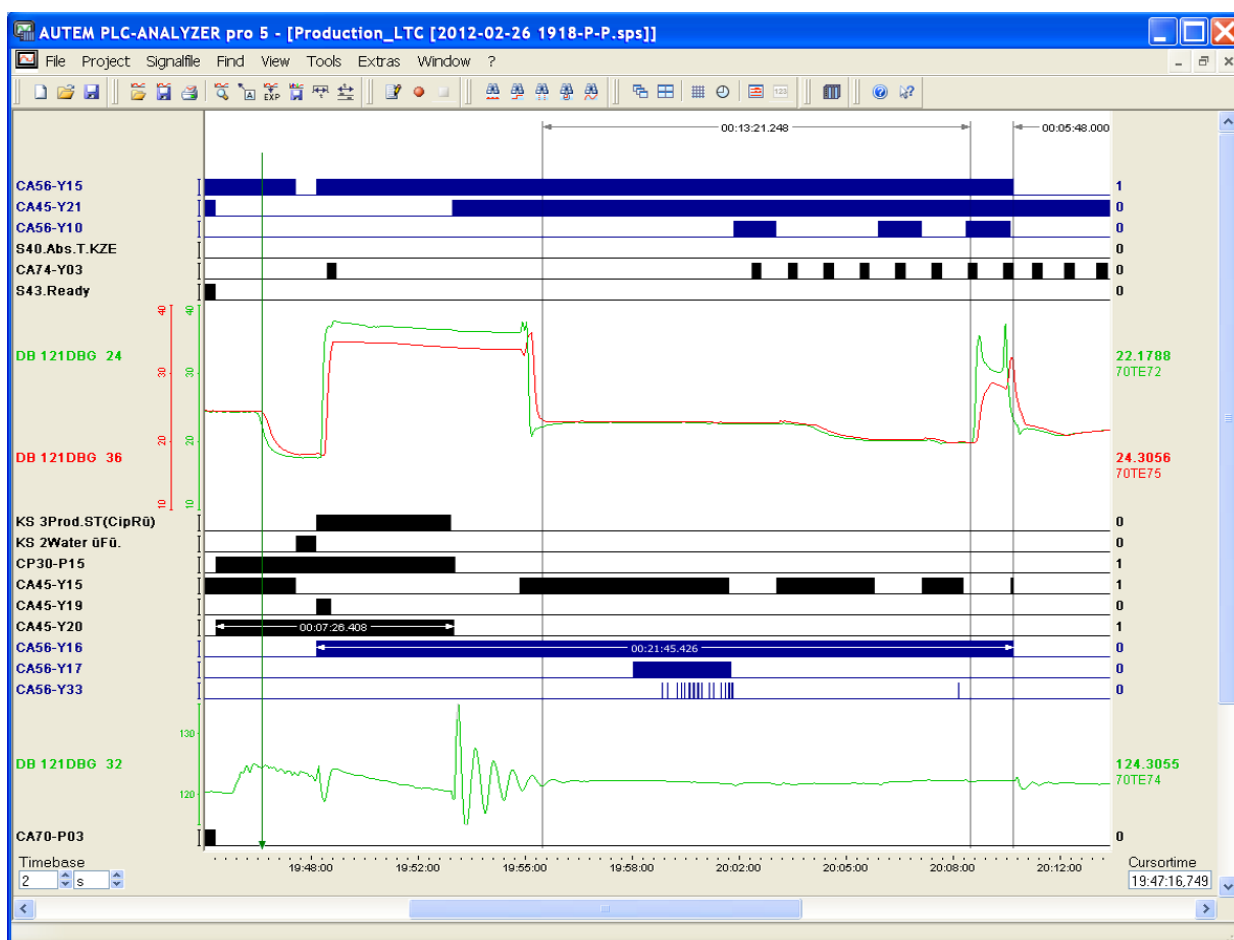 AUTEM PLC-ANALYZER pro 5 - [Production_LTC [2012-02-26 1918-P-P.sps]]
File Project Signalfile Find View Tools Extras Window ?
EXP 123
00:13:21.248 00:05:48.000
CA56-Y15 1
CA45-Y21 0
CA56-Y10 0
S40.Abs.T.KZE 0
CA74-Y03 0
S43.Ready 0
40 40
DB 121DBG 24 22.1788
70TE72
30 30
20 20
DB 121DBG 36 24.3056
70TE75
10 10
KS 3Prod.ST(CipRü) 0
KS 2Water üFü. 0
CP30-P15 1
CA45-Y15 1
CA45-Y19 0
CA45-Y20 00:07:26.408 1
CA56-Y16 00:21:45.426 0
CA56-Y17 0
CA56-Y33 0
130
DB 121DBG 32 124.3055
70TE74
120
CA70-P03 0
Timebase 19:48:00 19:52:00 19:55:00 19:58:00 20:02:00 20:05:00 20:08:00 20:12:00 Cursortime
2 s 19:47:16,749